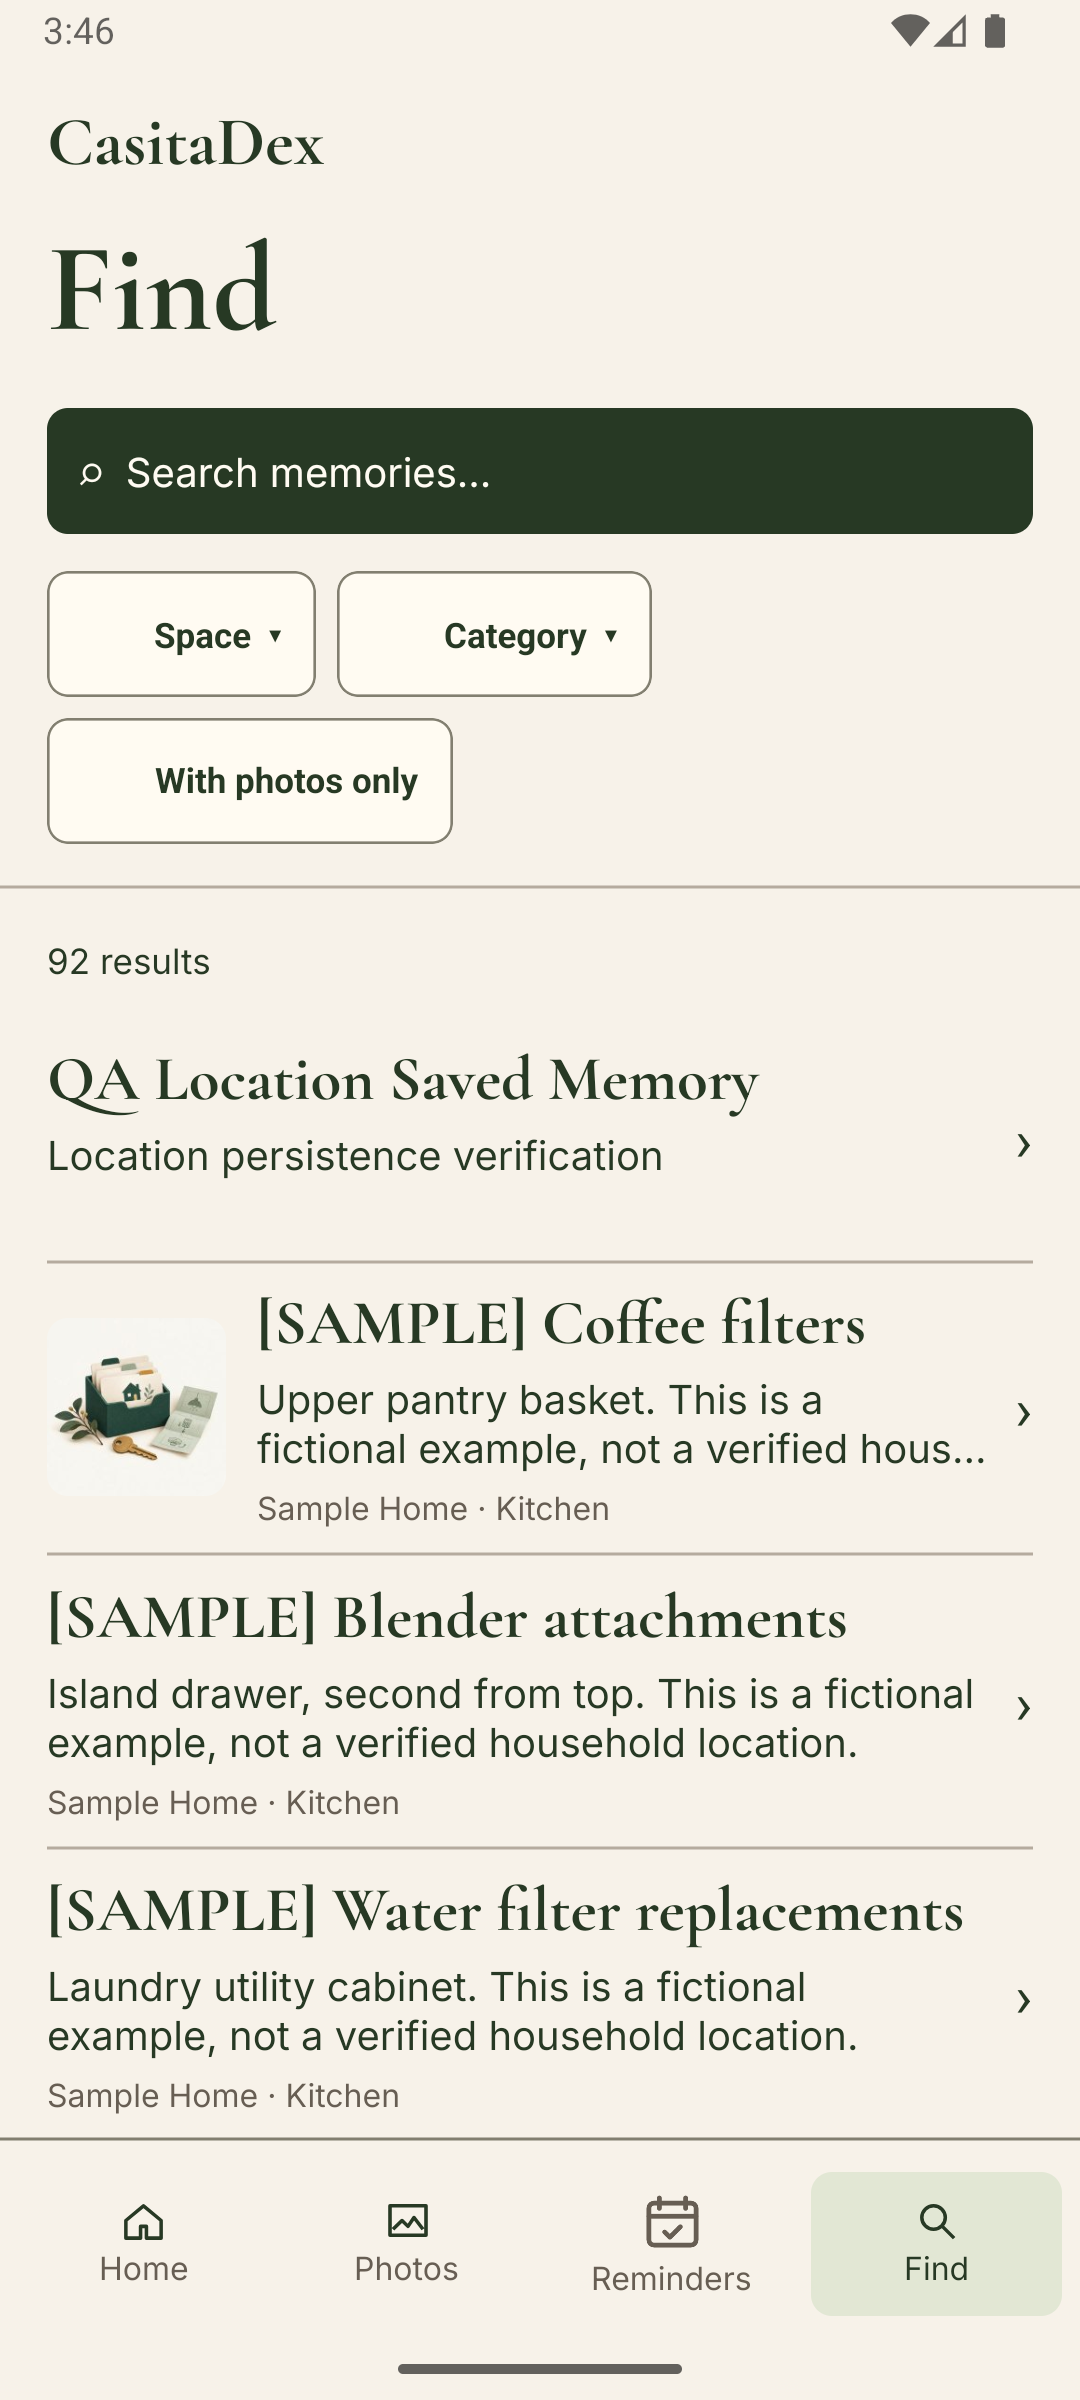 3:46
CasitaDex
Find
Search memories...
Space ▼ Category ▼
With photos only
92 results
QA Location Saved Memory
Location persistence verification
[SAMPLE] Coffee filters
Upper pantry basket. This is a
fictional example, not a verified hous...
Sample Home · Kitchen
[SAMPLE] Blender attachments
Island drawer, second from top. This is a fictional
example, not a verified household location.
Sample Home · Kitchen
[SAMPLE] Water filter replacements
Laundry utility cabinet. This is a fictional
example, not a verified household location.
Sample Home · Kitchen
Home Photos Reminders Find